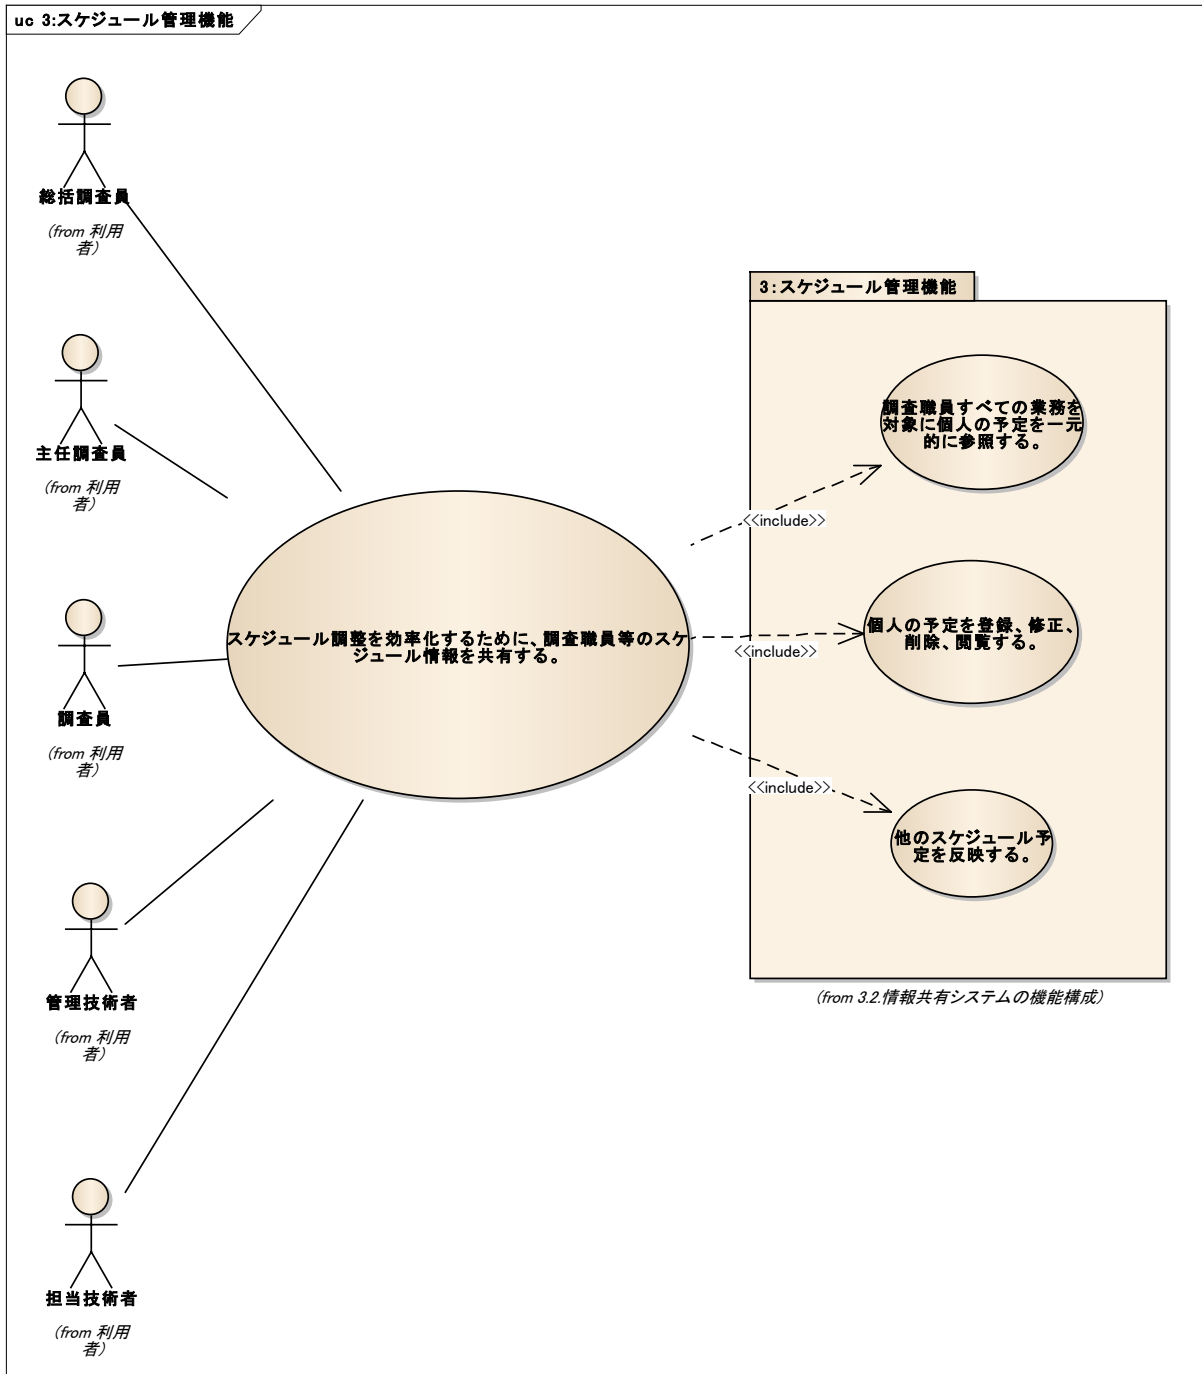 uc 3:スケジュール管理機能
総括調査員
(from 利用
者)
主任調査員
(from 利用
者)
調査員
(from 利用
者)
管理技術者
(from 利用
者)
担当技術者
(from 利用
者)
スケジュール調整を効率化するために、調査職員等のスケ
ジュール情報を共有する。
<<include>>
<<include>>
<<include>>
3:スケジュール管理機能
調査職員すべての業務を
対象に個人の予定を一元
的に参照する。
個人の予定を登録、修正、
削除、閲覧する。
他のスケジュール予
定を反映する。
(from 3.2.情報共有システムの機能構成)